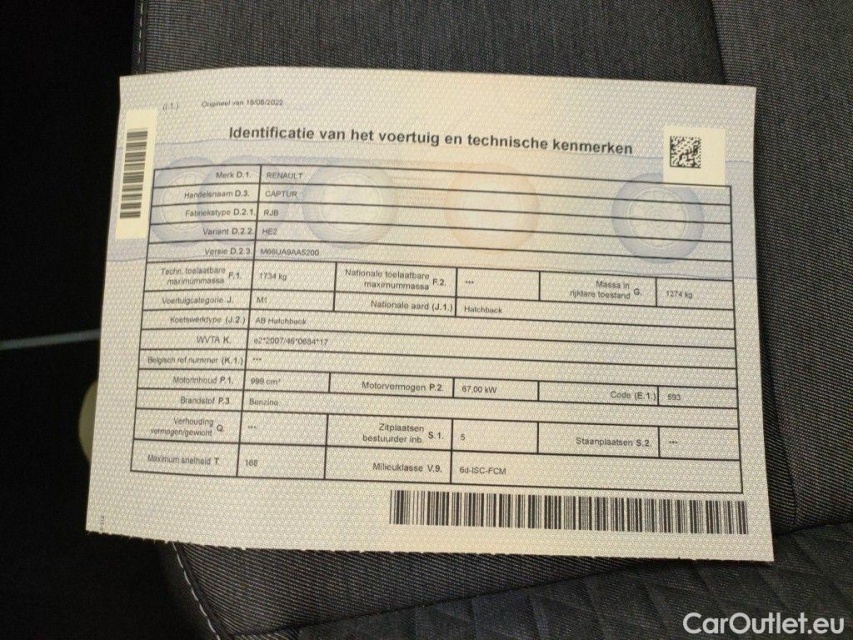 (I.1.) Origineel van 18/08/2022
Identificatie van het voertuig en technische kenmerken
Merk D.1. RENAULT
Handelsnaam D.3. CAPTUR
Fabriekstype D.2.1. RJB
Variant D.2.2. HE2
Versie D.2.3. M66UA9AA5200
Techn. toelaatbare maximummassa F.1. 1734 kg Nationale toelaatbare maximummassa F.2. --- Massa in rijklare toestand G. 1274 kg
Voertuigcategorie J. M1 Nationale aard (J.1.) Hatchback
Koetswerktype (J.2.) AB Hatchback
WVTA K. e2*2007/46*0684*17
Belgisch ref.nummer (K.1.) ---
Motorinhoud P.1. 999 cm³ Motorvermogen P.2. 67,00 kW Code (E.1.) 593
Brandstof P.3. Benzine
Verhouding vermogen/gewicht Q. --- Zitplaatsen bestuurder inb. S.1. 5 Staanplaatsen S.2. ---
Maximum snelheid T. 168 Milieuklasse V.9. 6d-ISC-FCM
CarOutlet.eu